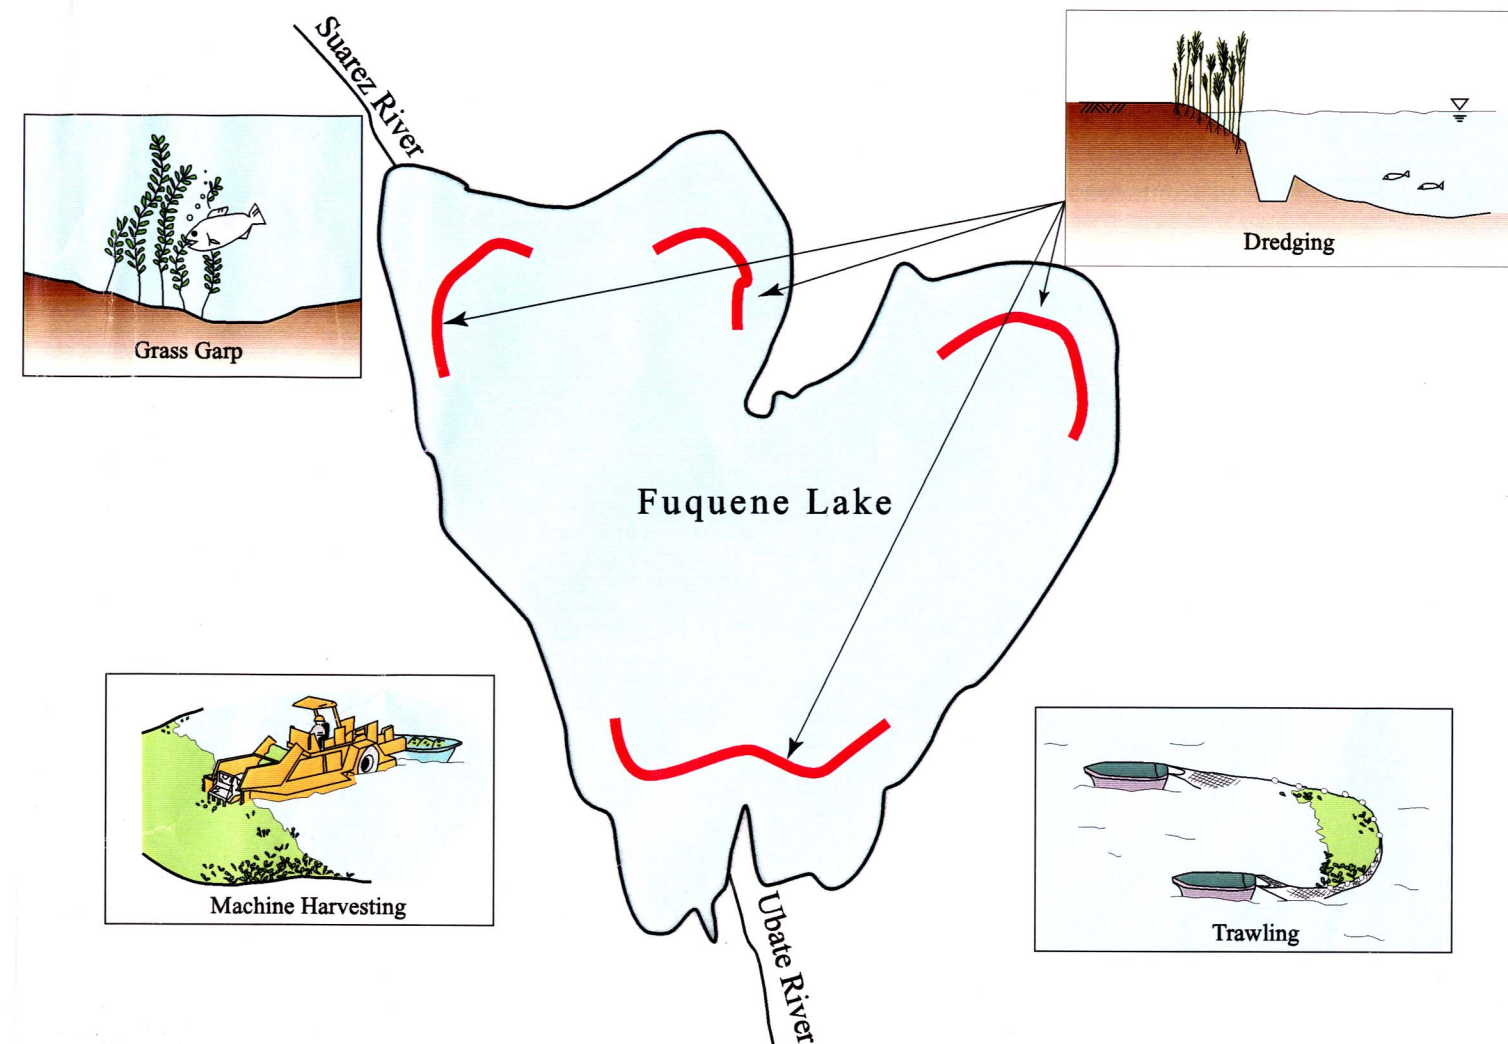 Suarez River
Grass Garp
Dredging
Fuquene Lake
Machine Harvesting
Trawling
Ubate River